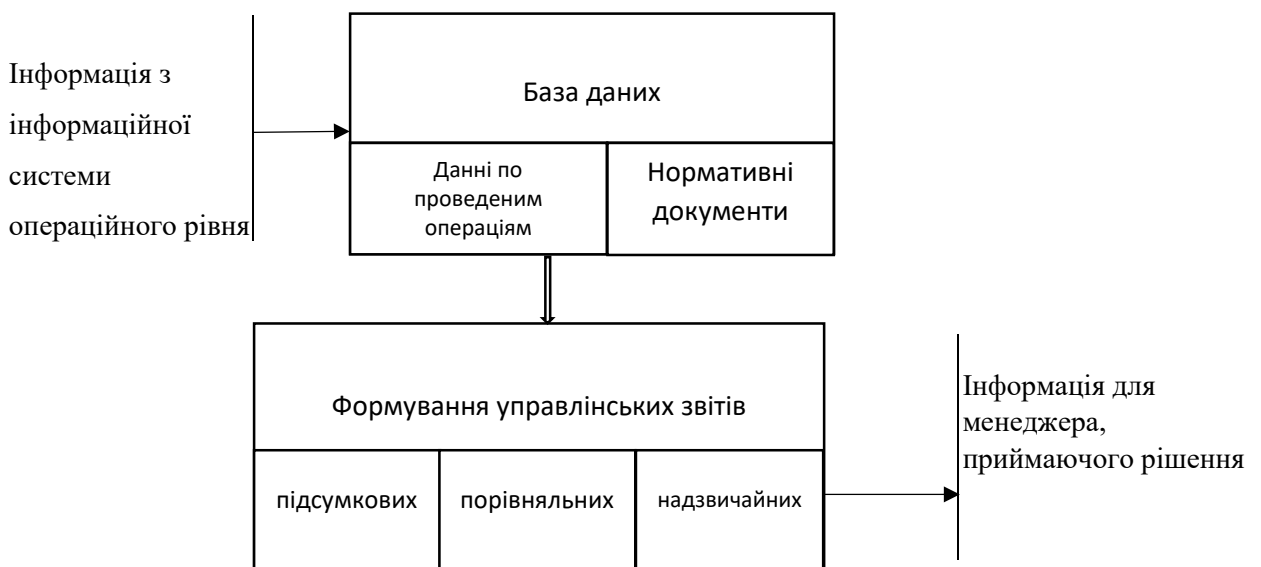 Інформація з
інформаційної
системи
операційного рівня
База даних
Данні по
проведеним
операціям
Нормативні
документи
Формування управлінських звітів
підсумкових
порівняльних
надзвичайних
Інформація для
менеджера,
приймаючого рішення